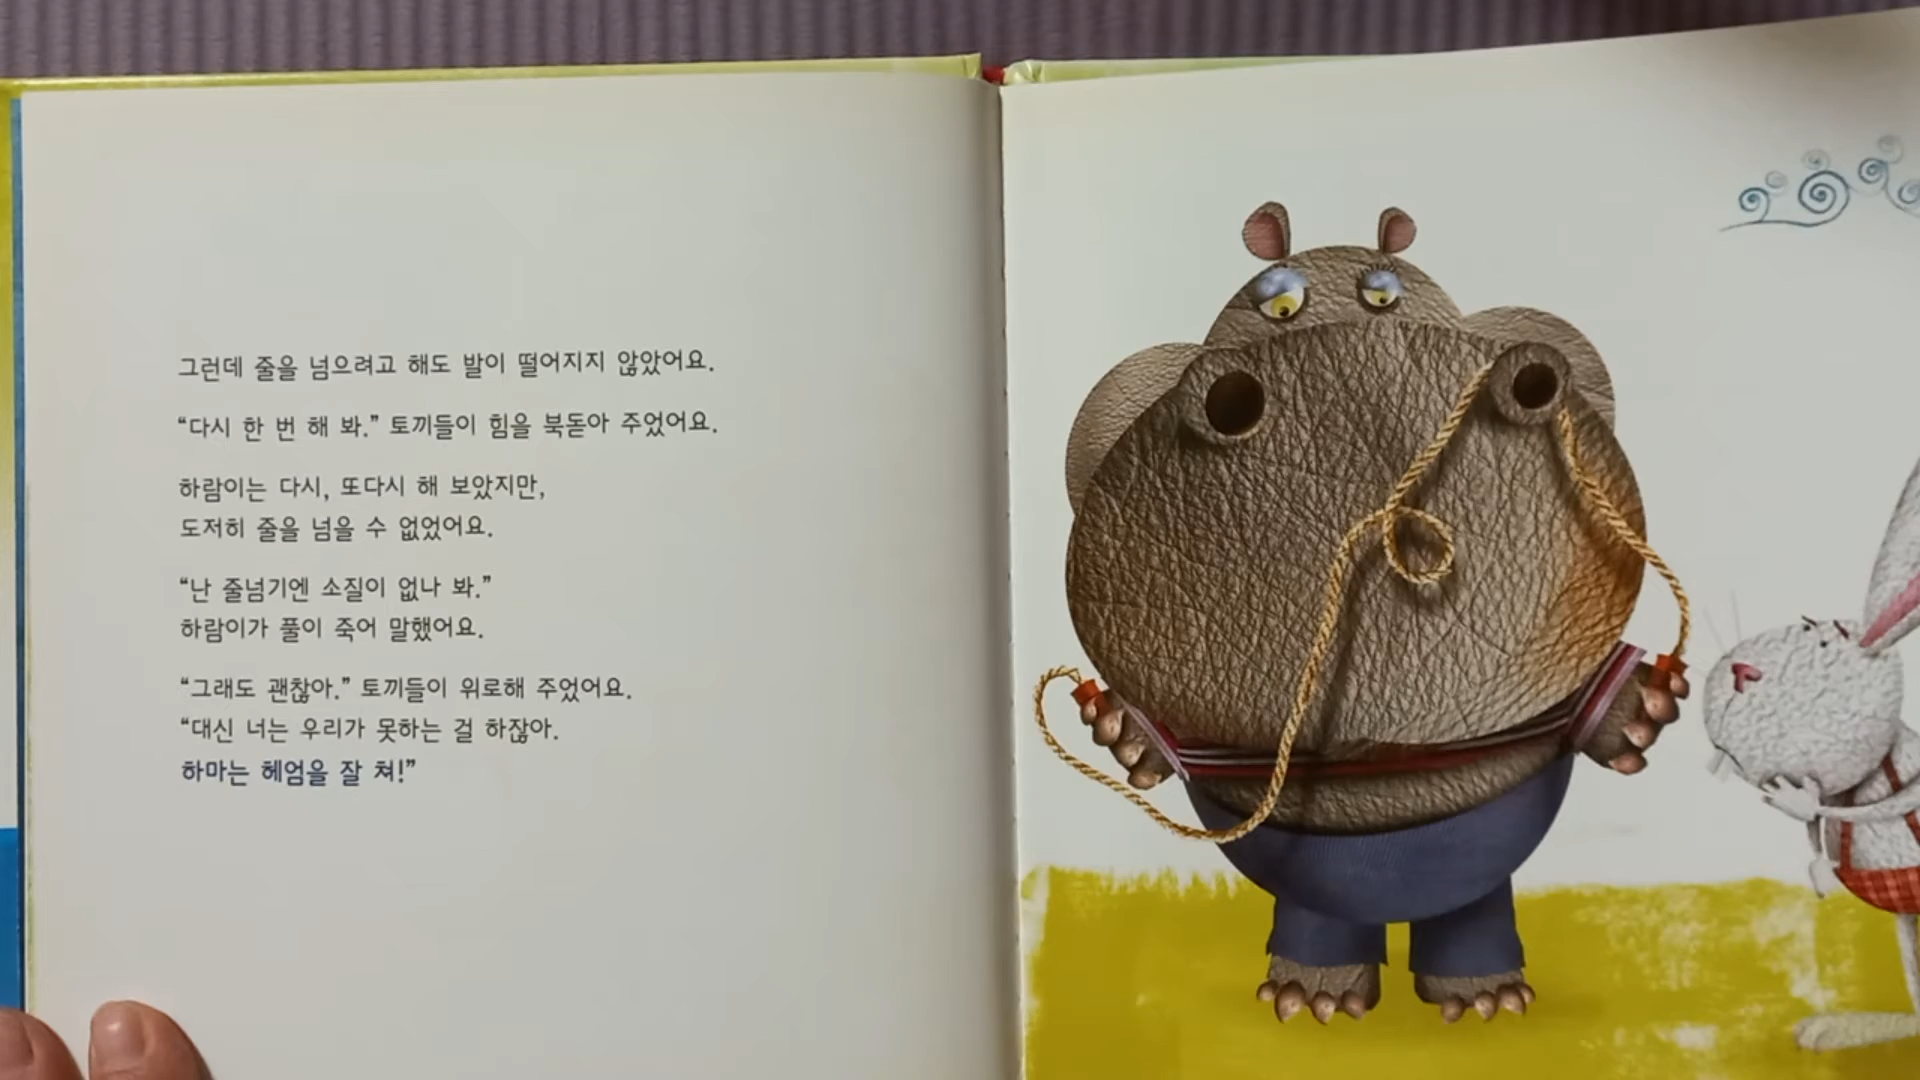 그런데 줄을 넘으려고 해도 발이 떨어지지 않았어요.
“다시 한 번 해 봐.” 토끼들이 힘을 북돋아 주었어요.
하람이는 다시, 또다시 해 보았지만,
도저히 줄을 넘을 수 없었어요.
“난 줄넘기엔 소질이 없나 봐.”
하람이가 풀이 죽어 말했어요.
“그래도 괜찮아.” 토끼들이 위로해 주었어요.
“대신 너는 우리가 못하는 걸 하잖아.
하마는 헤엄을 잘 쳐!”